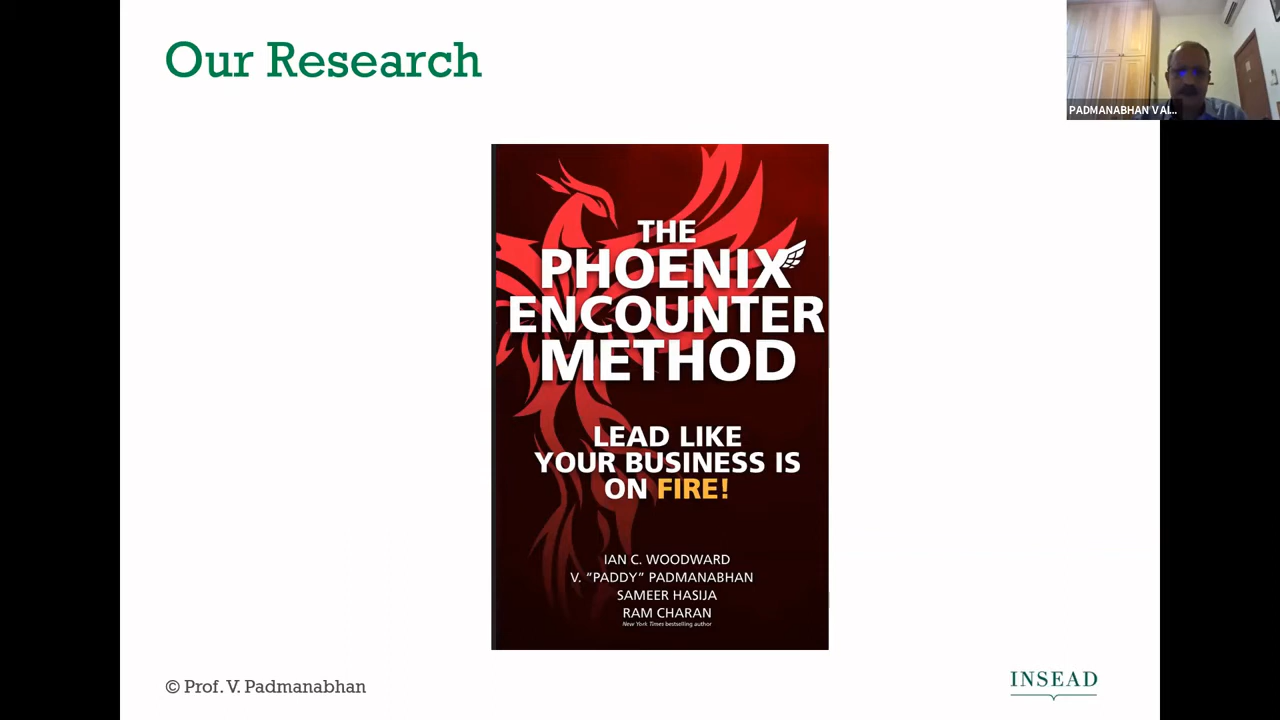 Our Research
PADMANABHAN V AL...
THE
PHOENIX
ENCOUNTER
METHOD
LEAD LIKE
YOUR BUSINESS IS
ON FIRE!
IAN C. WOODWARD
V. "PADDY" PADMANABHAN
SAMEER HASIJA
RAM CHARAN
New York Times bestselling author
© Prof. V. Padmanabhan
INSEAD